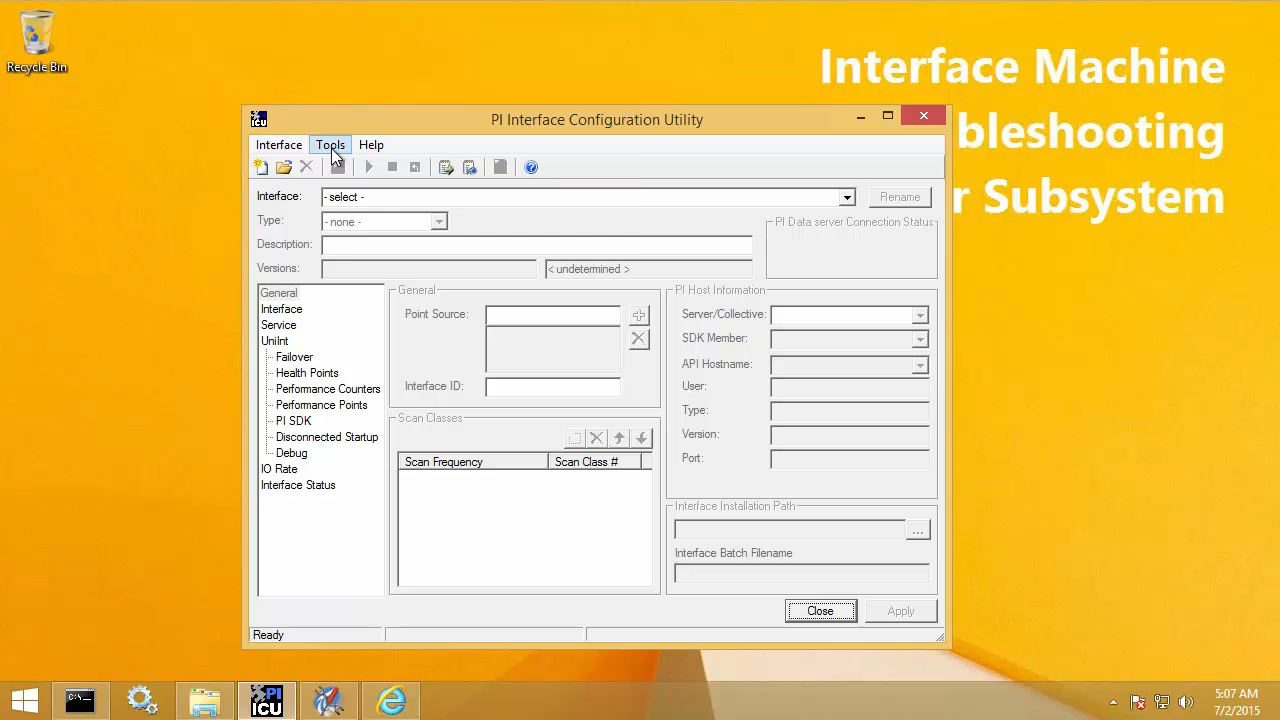 Recycle Bin
Interface Machine
bleshooting
r Subsystem
PI ICU
PI Interface Configuration Utility
Interface Tools Help
Interface: - select - Rename
Type: - none -
PI Data server Connection Status
Description:
Versions: < undetermined >
General
Interface
Service
UniInt
Failover
Health Points
Performance Counters
Performance Points
PI SDK
Disconnected Startup
Debug
IO Rate
Interface Status
General
Point Source:
Interface ID:
Scan Classes
Scan Frequency Scan Class #
PI Host Information
Server/Collective:
SDK Member:
API Hostname:
User:
Type:
Version:
Port:
Interface Installation Path
...
Interface Batch Filename
Close Apply
Ready
C:\.
PI ICU
5:07 AM
7/2/2015